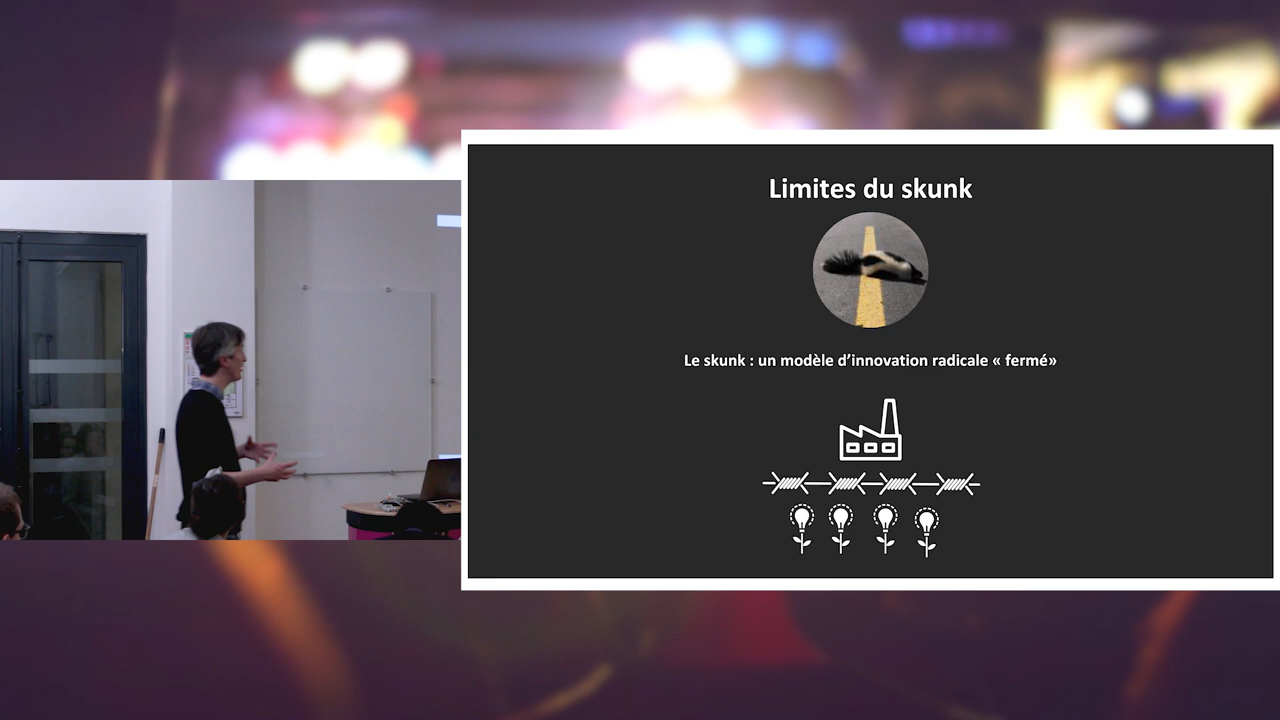 Limites du skunk
Le skunk : un modèle d’innovation radicale « fermé»